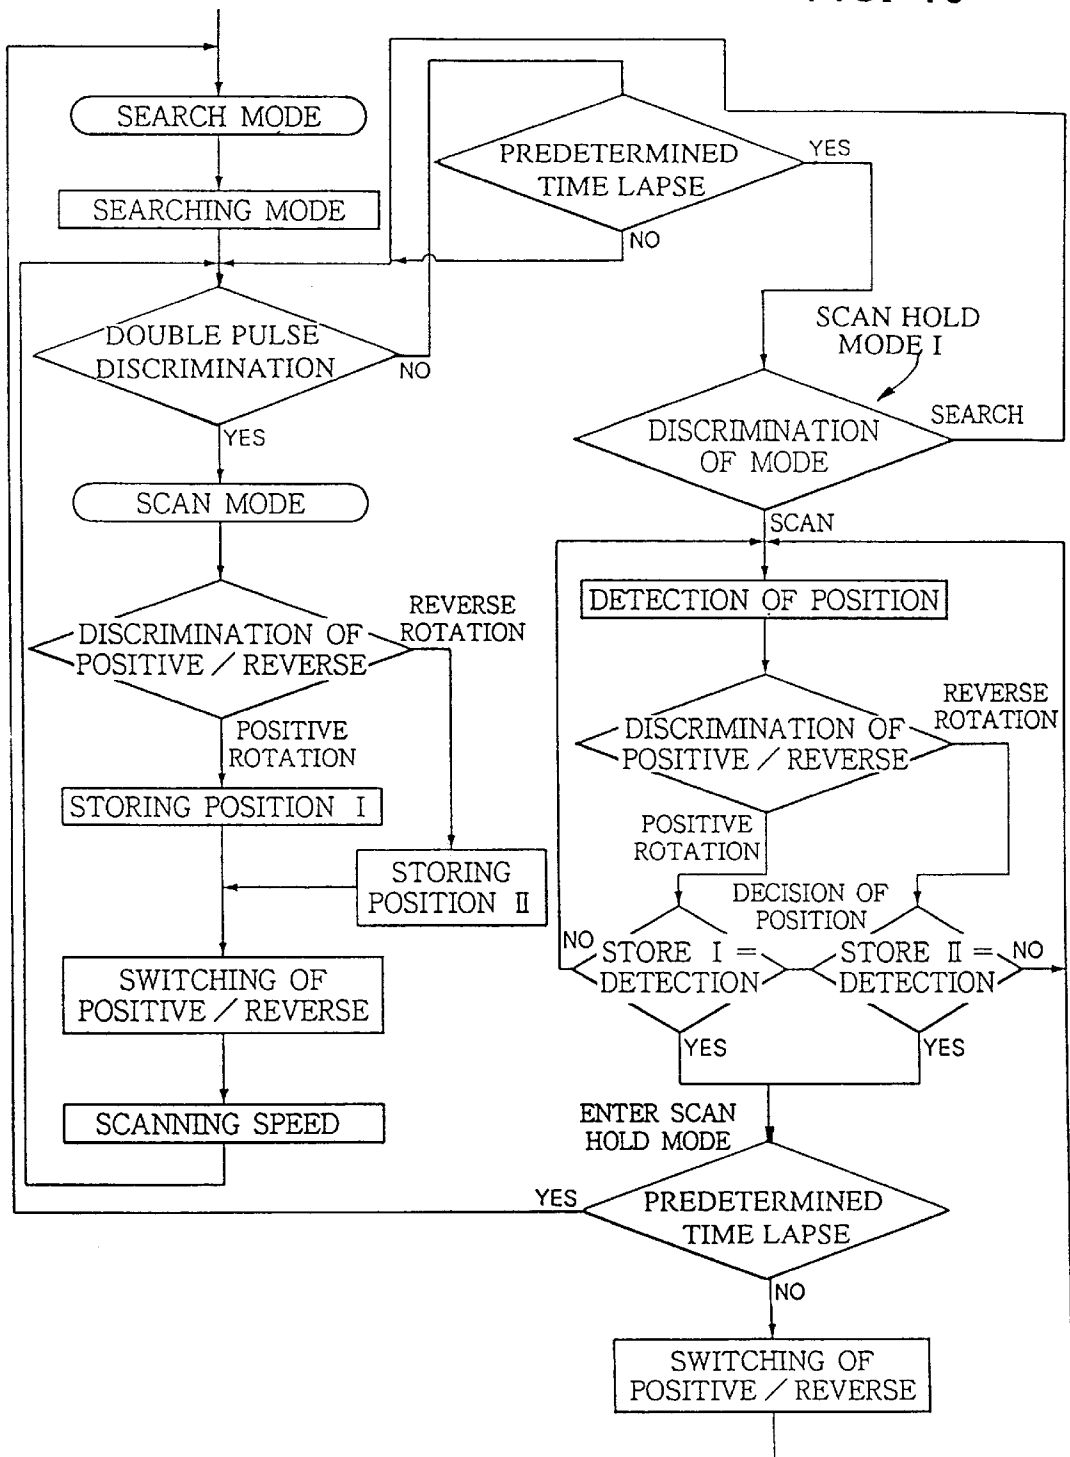 SEARCH MODE
SEARCHING MODE
DOUBLE PULSE
DISCRIMINATION
NO
YES
SCAN MODE
DISCRIMINATION OF
POSITIVE / REVERSE
REVERSE
ROTATION
POSITIVE
ROTATION
STORING POSITION I
STORING
POSITION II
SWITCHING OF
POSITIVE / REVERSE
SCANNING SPEED
PREDETERMINED
TIME LAPSE
YES
NO
SCAN HOLD
MODE I
DISCRIMINATION
OF MODE
SEARCH
SCAN
DETECTION OF POSITION
DISCRIMINATION OF
POSITIVE / REVERSE
REVERSE
ROTATION
POSITIVE
ROTATION
DECISION OF
POSITION
NO
STORE I =
DETECTION
STORE II =
DETECTION
NO
YES
YES
ENTER SCAN
HOLD MODE
PREDETERMINED
TIME LAPSE
YES
NO
SWITCHING OF
POSITIVE / REVERSE